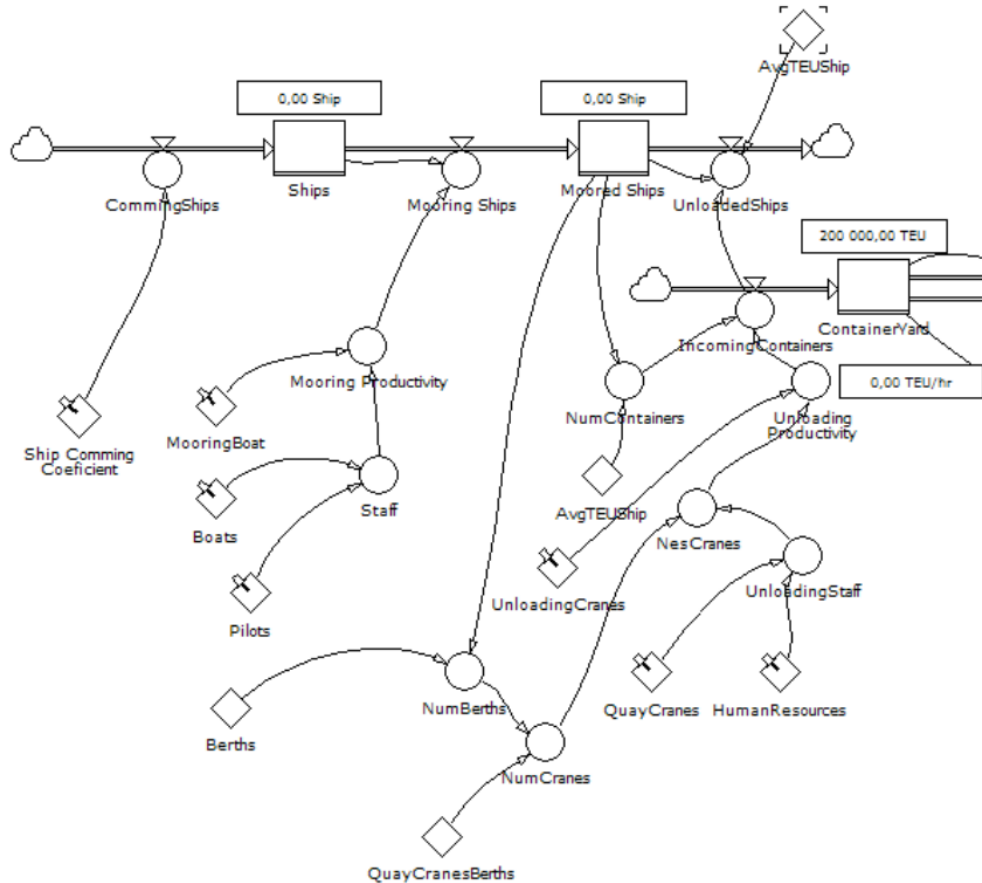 AvgTEUShip
0,00 Ship
0,00 Ship
CommingShips
Ships
Mooring Ships
Moored Ships
UnloadedShips
200 000,00 TEU
ContainerYard
IncomingContainers
Mooring Productivity
0,00 TEU/hr
MooringBoat
NumContainers
Unloading
Productivity
Ship Comming
Coeficient
Boats
Staff
AvgTEUShip
NesCranes
UnloadingCranes
UnloadingStaff
Pilots
QuayCranes
HumanResources
NumBerths
Berths
NumCranes
QuayCranesBerths